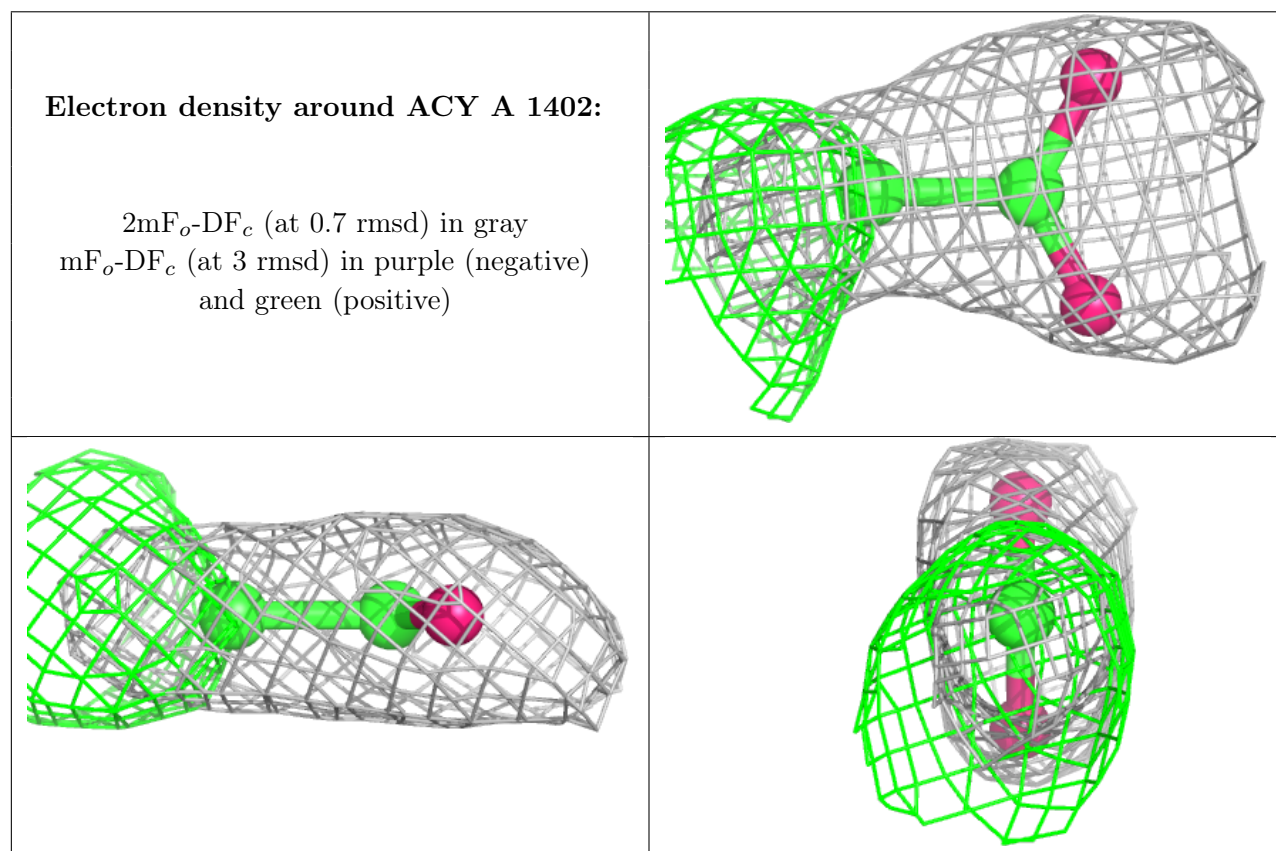 Electron density around ACY A 1402:
2mFo-DFc (at 0.7 rmsd) in gray
mFo-DFc (at 3 rmsd) in purple (negative)
and green (positive)